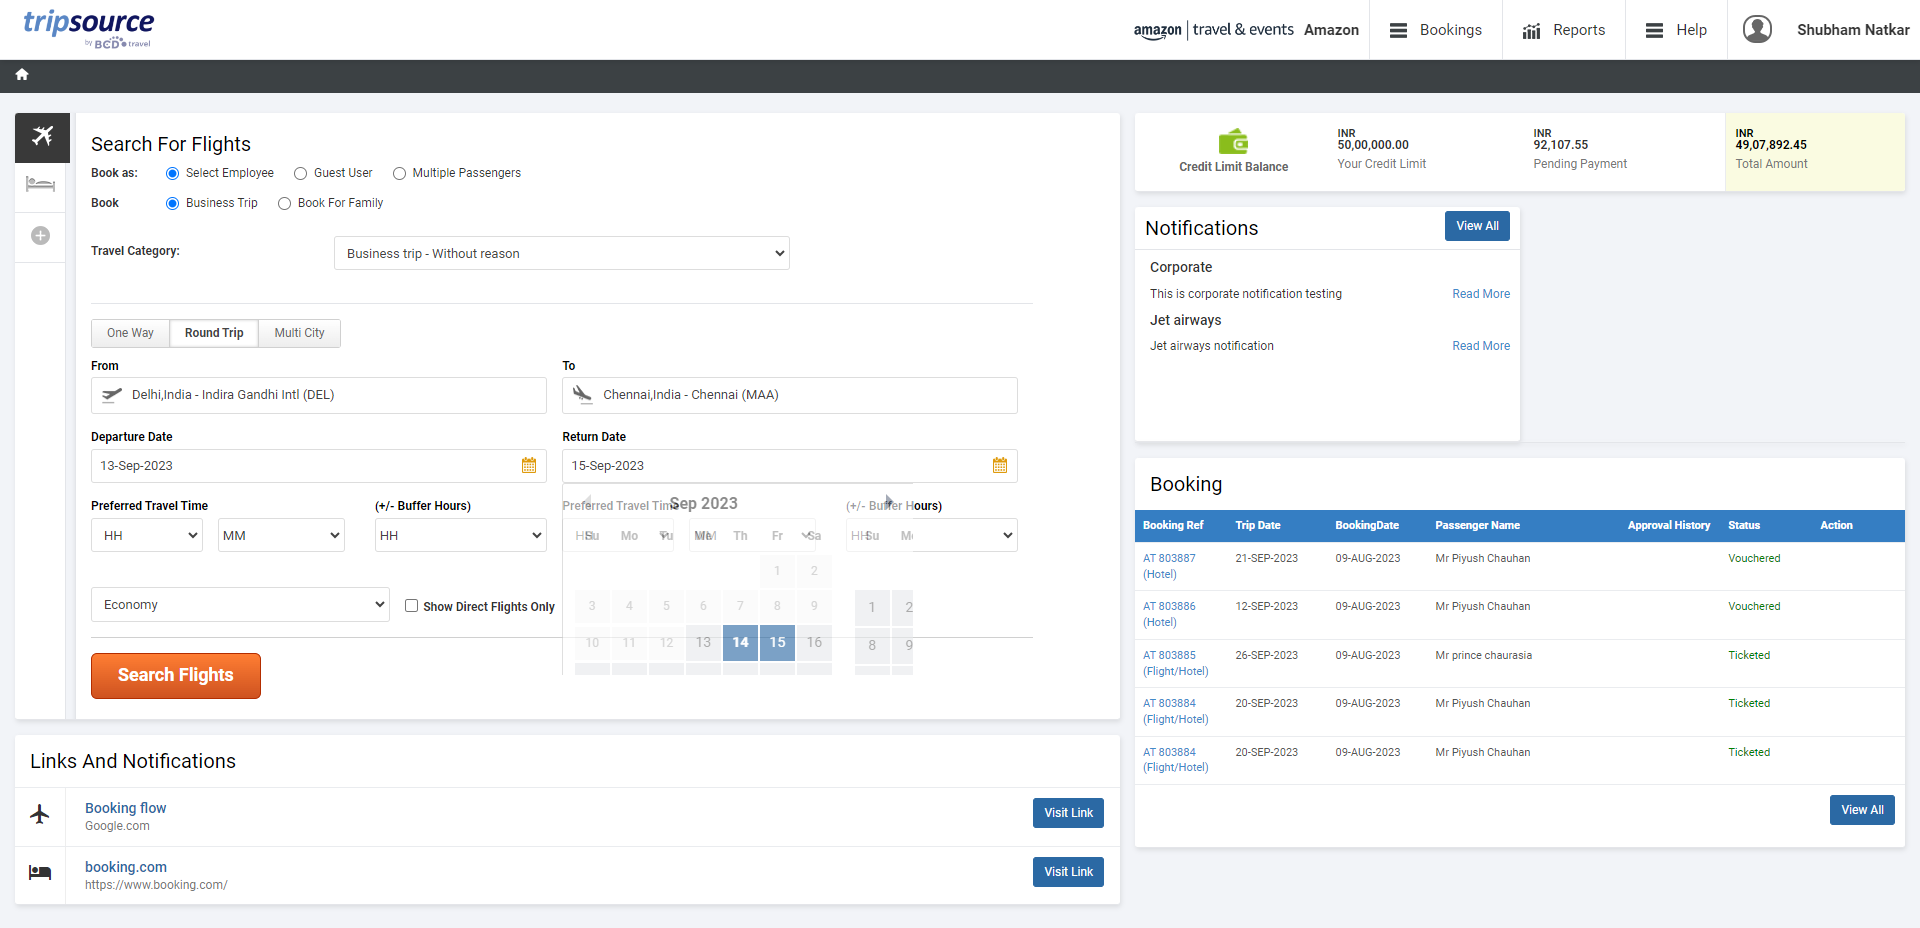 tripsource
by BCD travel
amazon travel & events Amazon
Bookings
Reports
Help
Shubham Natkar
Search For Flights
Book as: Select Employee Guest User Multiple Passengers
Book Business Trip Book For Family
Travel Category: Business trip - Without reason
One Way Round Trip Multi City
From To
Delhi,India - Indira Gandhi Intl (DEL) Chennai,India - Chennai (MAA)
Departure Date Return Date
13-Sep-2023 15-Sep-2023
Preferred Travel Time (+/- Buffer Hours) Preferred Travel Time (+/- Buffer Hours)
HH MM HH HH MM HH
Sep 2023
Su Mo Tu We Th Fr Sa Su
1 2
3 4 5 6 7 8 9 1 2
10 11 12 13 14 15 16 8 9
Economy Show Direct Flights Only
Search Flights
Links And Notifications
Booking flow
Google.com
Visit Link
booking.com
https://www.booking.com/
Visit Link
Credit Limit Balance
INR
50,00,000.00
Your Credit Limit
INR
92,107.55
Pending Payment
INR
49,07,892.45
Total Amount
Notifications View All
Corporate
This is corporate notification testing Read More
Jet airways
Jet airways notification Read More
Booking
Booking Ref Trip Date BookingDate Passenger Name Approval History Status Action
AT 803887 21-SEP-2023 09-AUG-2023 Mr Piyush Chauhan Vouchered
(Hotel)
AT 803886 12-SEP-2023 09-AUG-2023 Mr Piyush Chauhan Vouchered
(Hotel)
AT 803885 26-SEP-2023 09-AUG-2023 Mr prince chaurasia Ticketed
(Flight/Hotel)
AT 803884 20-SEP-2023 09-AUG-2023 Mr Piyush Chauhan Ticketed
(Flight/Hotel)
AT 803884 20-SEP-2023 09-AUG-2023 Mr Piyush Chauhan Ticketed
(Flight/Hotel)
View All